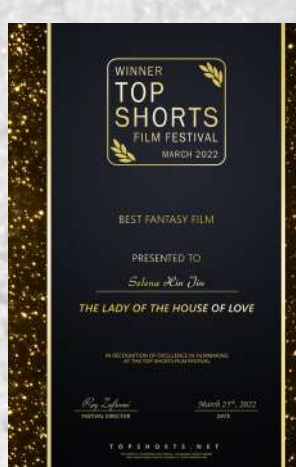 WINNER
TOP
SHORTS
FILM FESTIVAL
MARCH 2022
BEST FANTASY FILM
PRESENTED TO
Selena Xin Jin
THE LADY OF THE HOUSE OF LOVE
IN RECOGNITION OF EXCELLENCE IN FILMMAKING
AT THE TOP SHORTS FILM FESTIVAL
Roy Zafrani March 25th, 2022
FESTIVAL DIRECTOR DATE
TOPSHORTS.NET